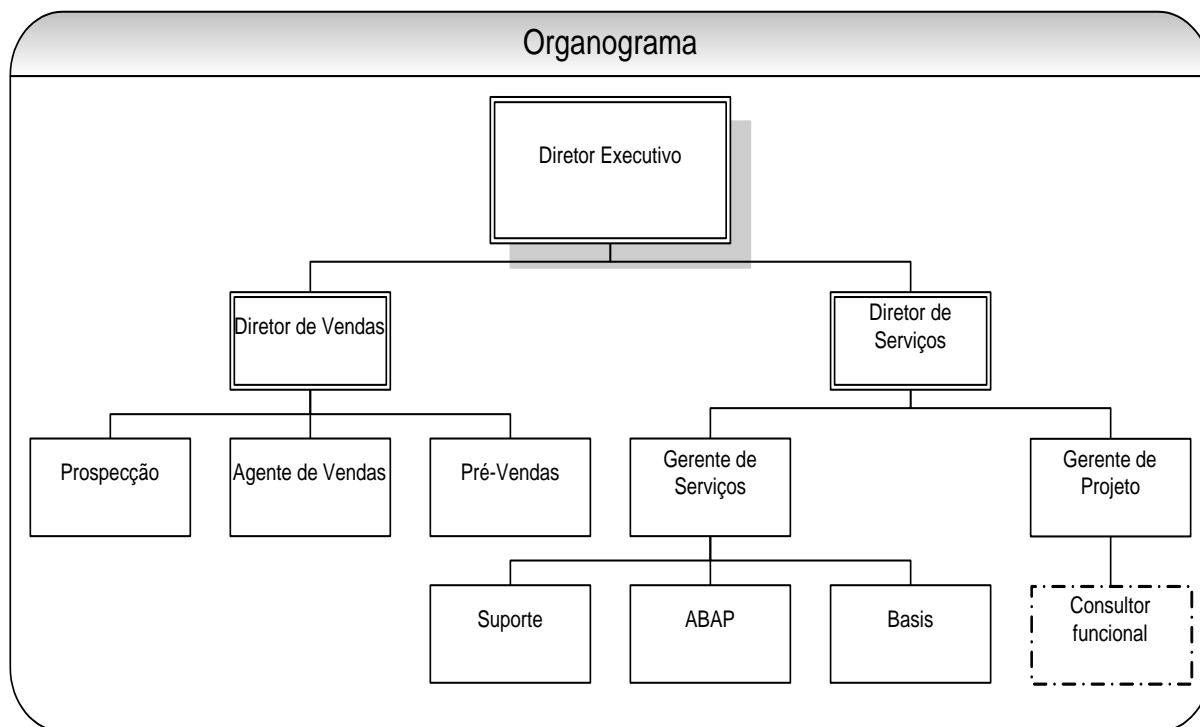 Organograma
Diretor Executivo
Diretor de Vendas
Diretor de
Serviços
Prospecção
Agente de Vendas
Pré-Vendas
Gerente de
Serviços
Gerente de
Projeto
Suporte
ABAP
Basis
Consultor
funcional